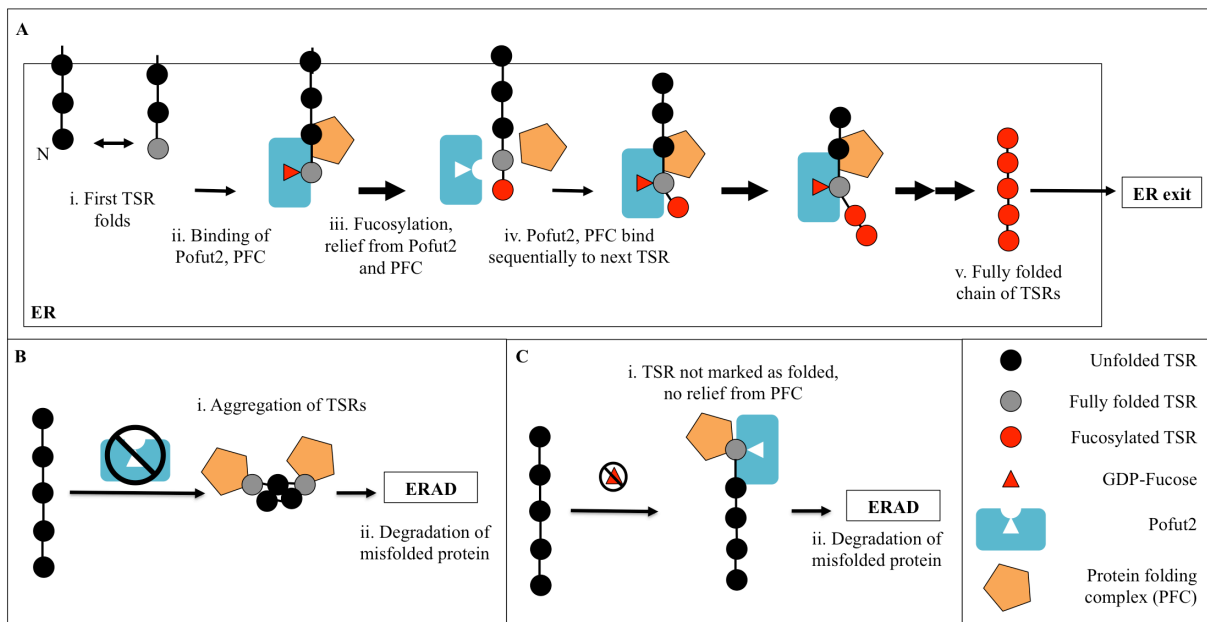 A
N
i. First TSR
folds
ii. Binding of
Pofut2, PFC
iii. Fucosylation,
relief from Pofut2
and PFC
iv. Pofut2, PFC bind
sequentially to next TSR
v. Fully folded
chain of TSRs
ER exit
ER
B
i. Aggregation of TSRs
ERAD
ii. Degradation of
misfolded protein
C
i. TSR not marked as folded,
no relief from PFC
ERAD
ii. Degradation of
misfolded protein
Unfolded TSR
Fully folded TSR
Fucosylated TSR
GDP-Fucose
Pofut2
Protein folding
complex (PFC)